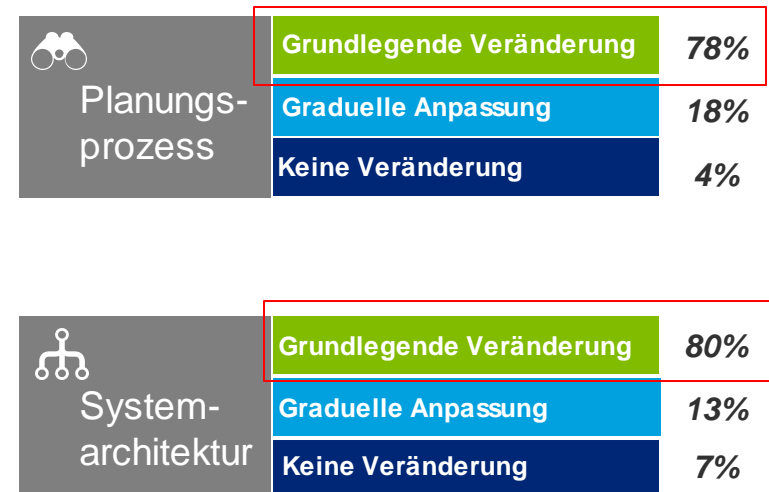 Planungs-
prozess
Grundlegende Veränderung 78%
Graduelle Anpassung 18%
Keine Veränderung 4%
System-
architektur
Grundlegende Veränderung 80%
Graduelle Anpassung 13%
Keine Veränderung 7%